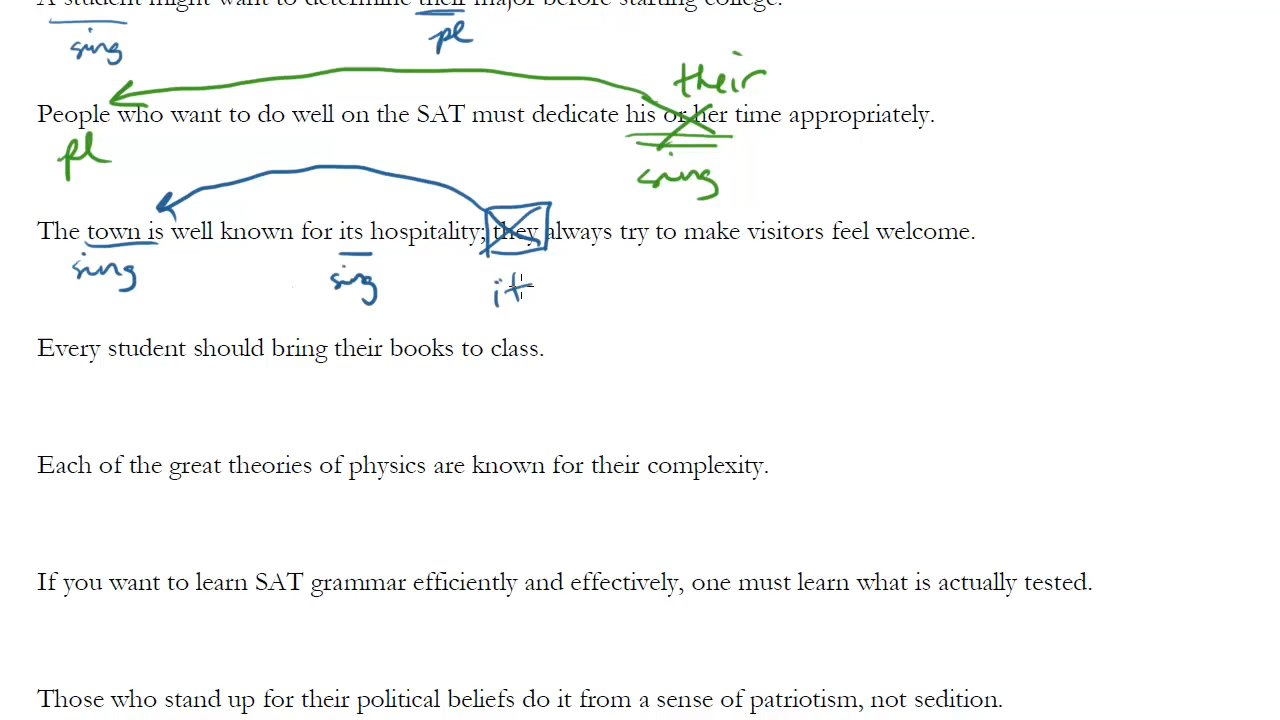 A student might want to determine their major before starting college.
sing pl
their
People who want to do well on the SAT must dedicate his or her time appropriately.
pl sing
The town is well known for its hospitality; they always try to make visitors feel welcome.
sing sing it
Every student should bring their books to class.
Each of the great theories of physics are known for their complexity.
If you want to learn SAT grammar efficiently and effectively, one must learn what is actually tested.
Those who stand up for their political beliefs do it from a sense of patriotism, not sedition.